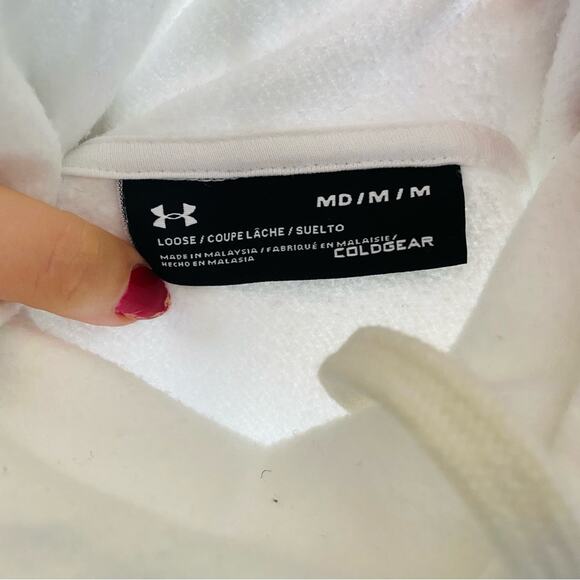 MD / M / M
LOOSE / COUPE LÂCHE / SUELTO
MADE IN MALAYSIA / FABRIQUÉ EN MALAISIE /
HECHO EN MALASIA
COLDGEAR